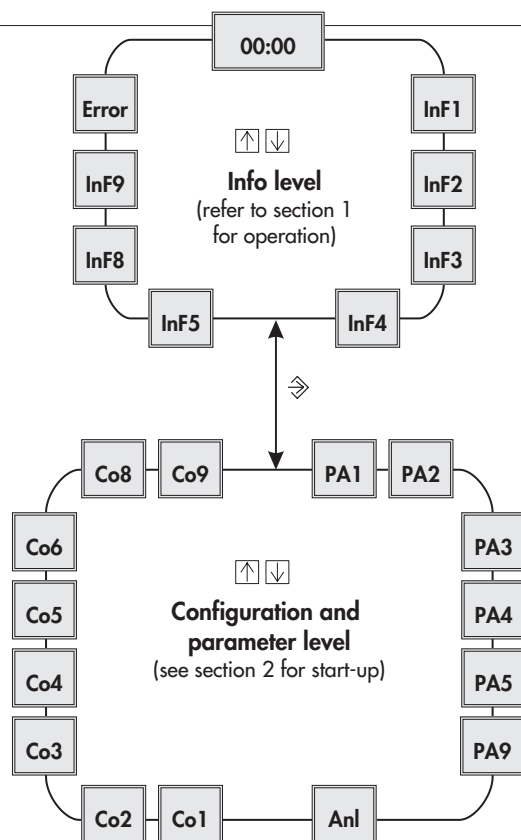 00:00
Error
InF1
InF9
InF2
InF8
InF3
InF5
InF4
Info level
(refer to section 1
for operation)
Co8
Co9
PA1
PA2
Co6
PA3
Co5
PA4
Co4
PA5
Co3
PA9
Co2
Co1
AnI
Configuration and
parameter level
(see section 2 for start-up)